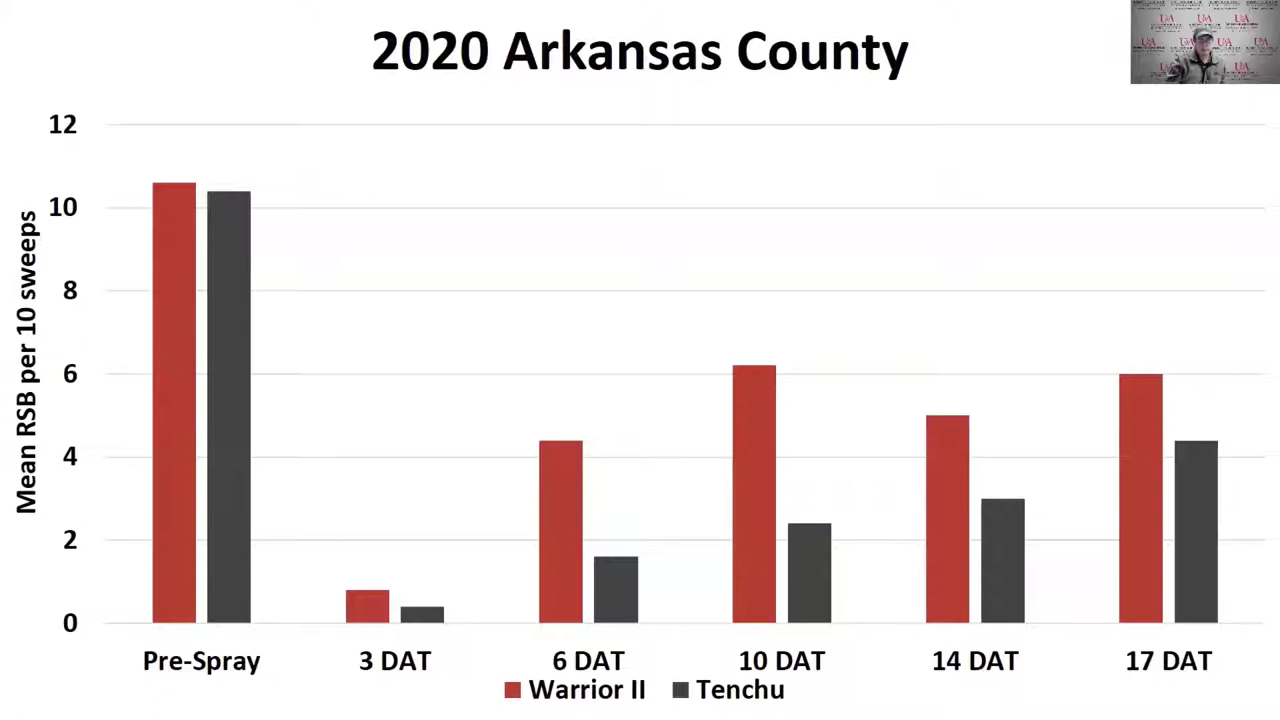 2020 Arkansas County
12
10
8
6
4
2
0
Mean RSB per 10 sweeps
Pre-Spray 3 DAT 6 DAT 10 DAT 14 DAT 17 DAT
Warrior II Tenchu